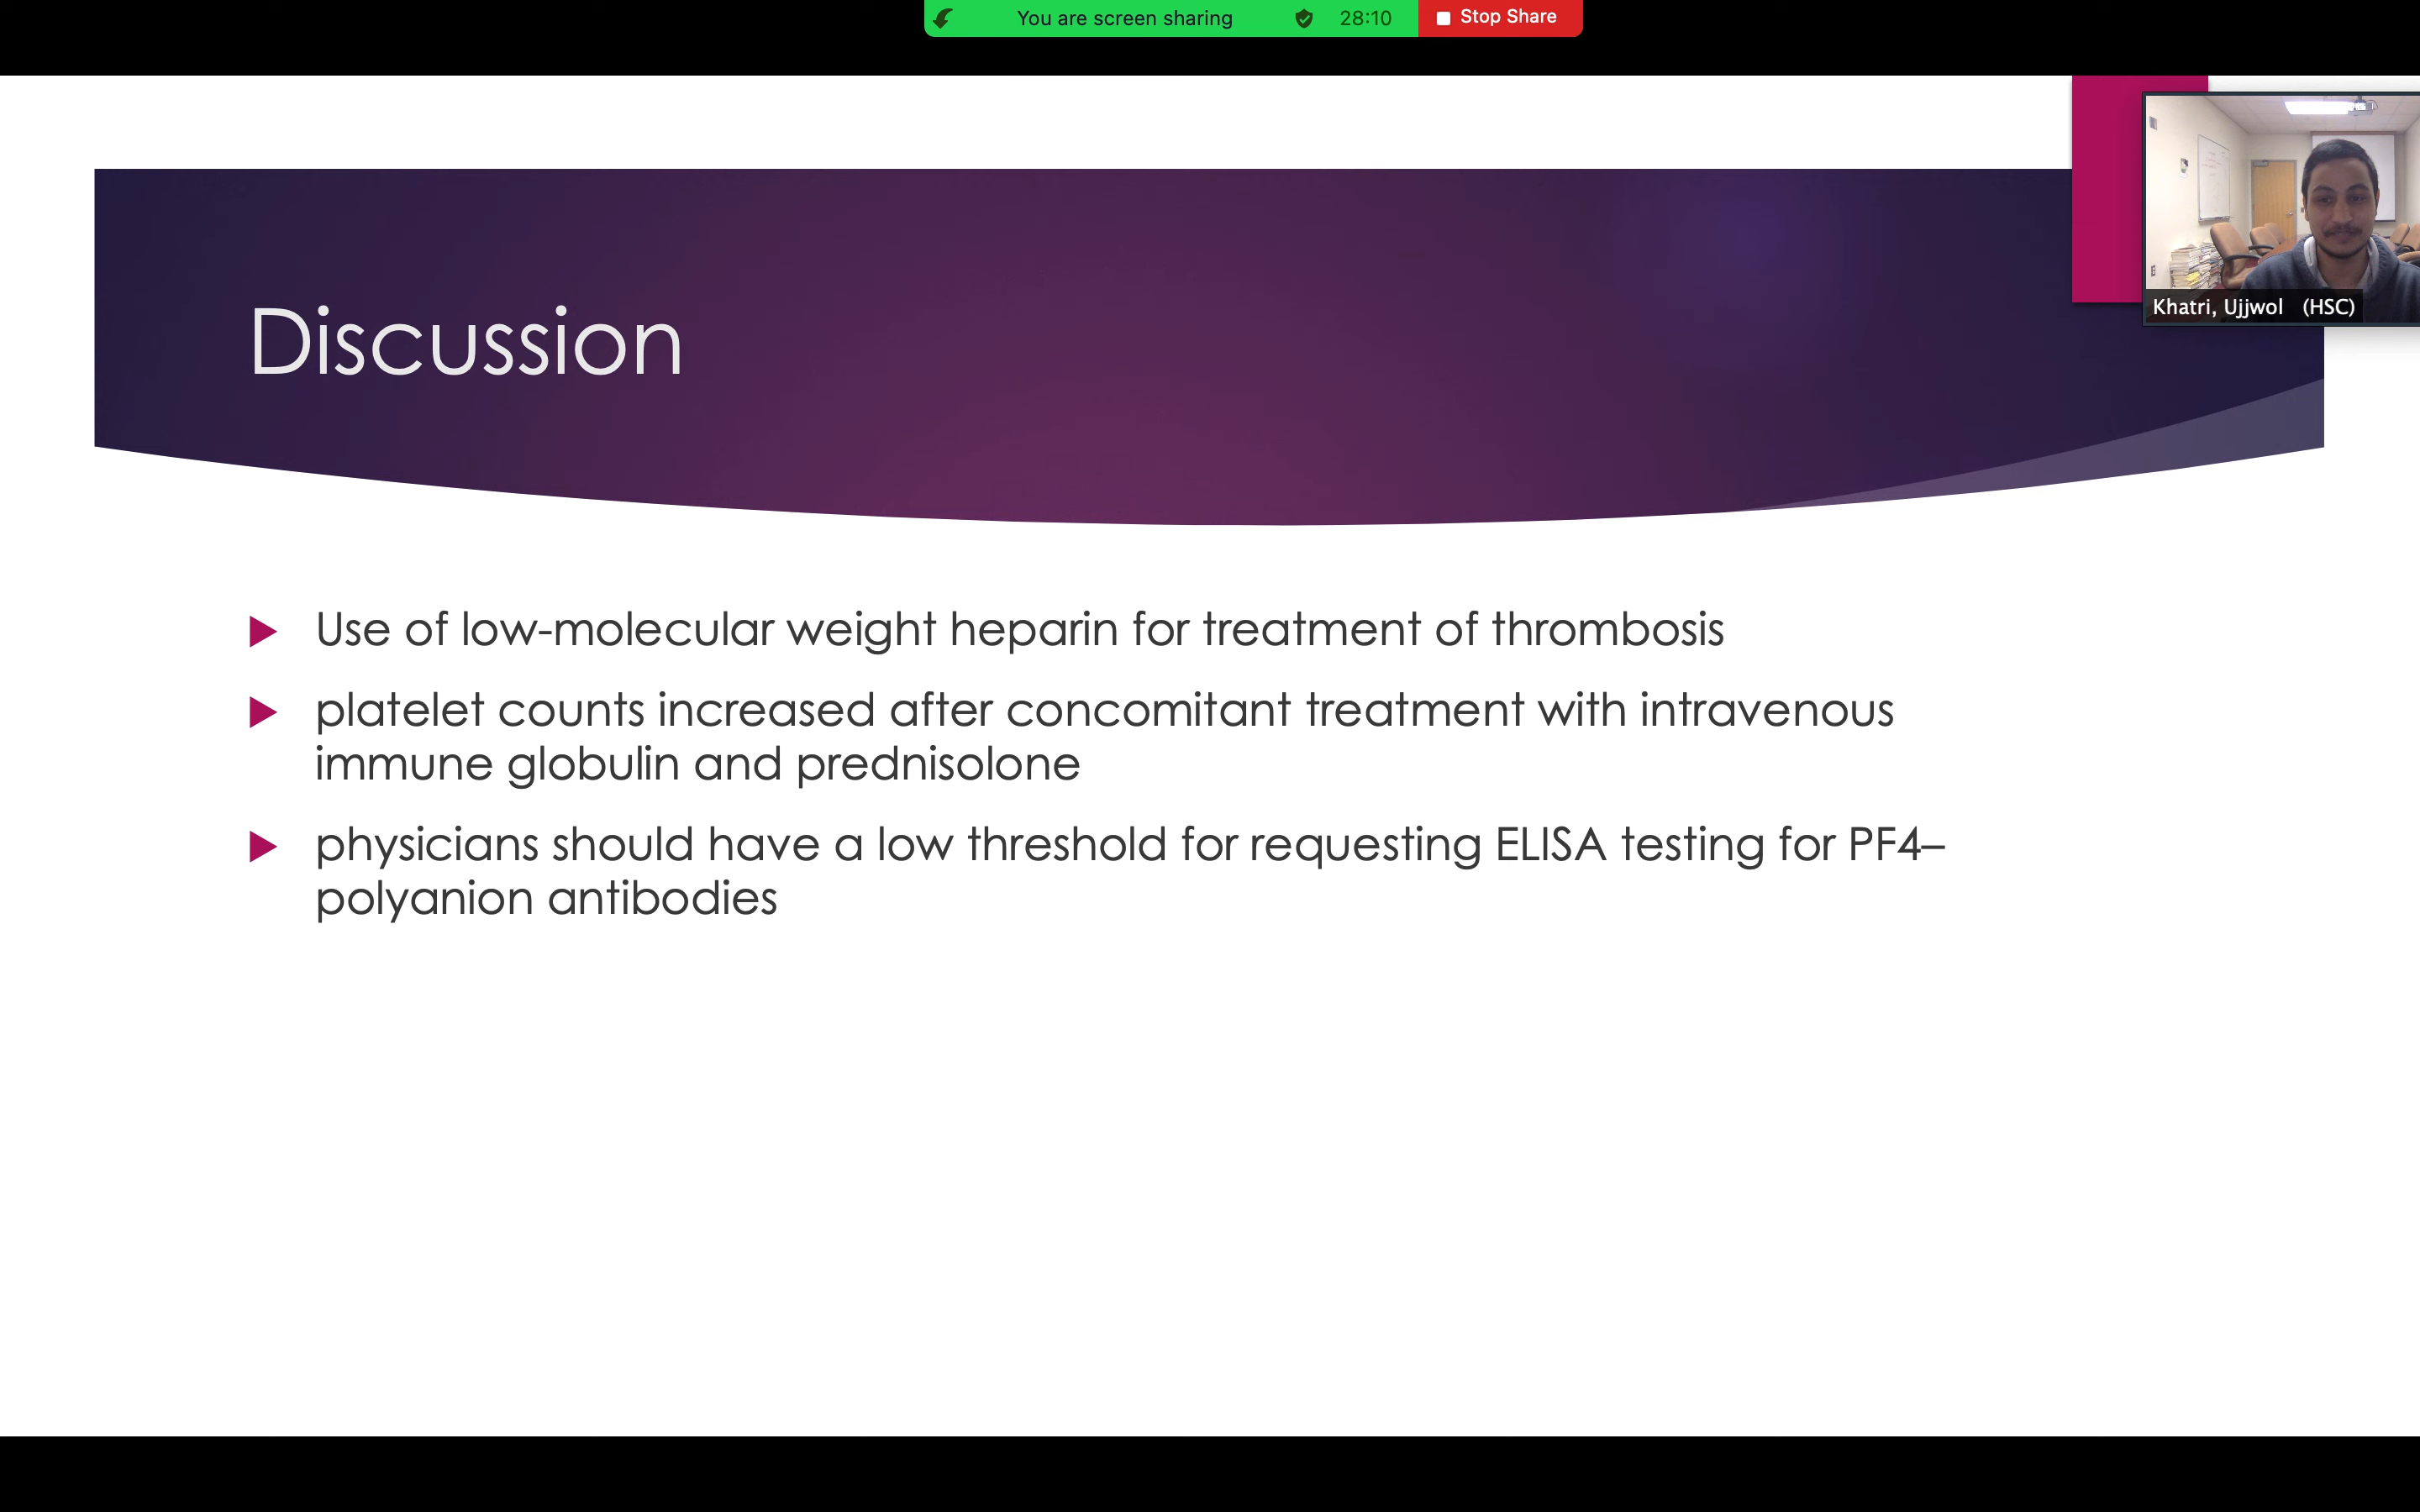 You are screen sharing 28:10 Stop Share
Khatri, Ujjwol (HSC)
Discussion
Use of low-molecular weight heparin for treatment of thrombosis
platelet counts increased after concomitant treatment with intravenous
immune globulin and prednisolone
physicians should have a low threshold for requesting ELISA testing for PF4–
polyanion antibodies